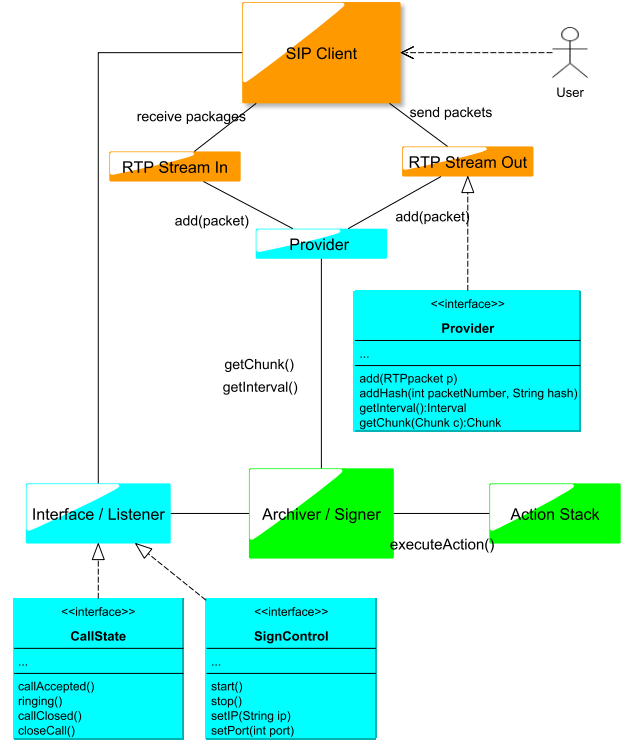 SIP Client
User
receive packages
send packets
RTP Stream In
RTP Stream Out
add(packet)
add(packet)
Provider
<<interface>>
Provider
...
add(RTPpacket p)
addHash(int packetNumber, String hash)
getInterval():Interval
getChunk(Chunk c):Chunk
getChunk()
getInterval()
Interface / Listener
Archiver / Signer
Action Stack
executeAction()
<<interface>>
CallState
...
callAccepted()
ringing()
callClosed()
closeCall()
<<interface>>
SignControl
...
start()
stop()
setIP(String ip)
setPort(int port)